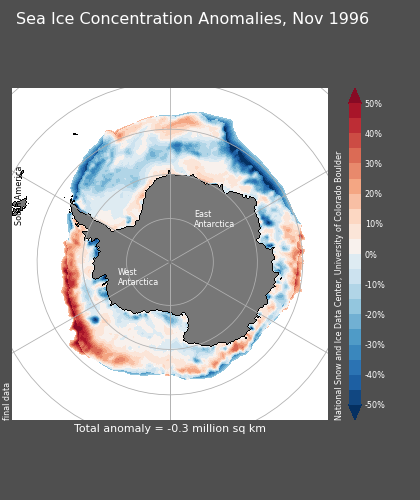 Sea Ice Concentration Anomalies, Nov 1996
South America
East
Antarctica
West
Antarctica
final data
50%
40%
30%
20%
10%
0%
-10%
-20%
-30%
-40%
-50%
National Snow and Ice Data Center, University of Colorado Boulder
Total anomaly = -0.3 million sq km